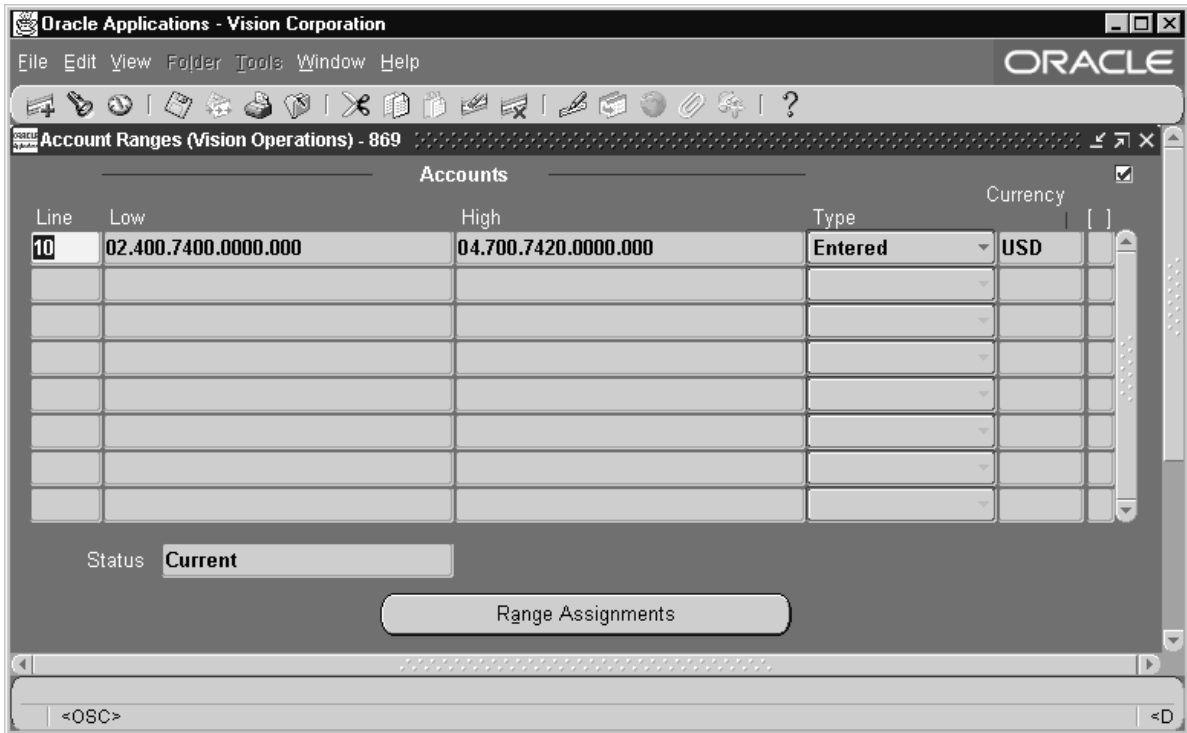 Oracle Applications - Vision Corporation
File Edit View Folder Tools Window Help
ORACLE
Account Ranges (Vision Operations) - 869
Accounts
Currency
Line Low High Type [ ]
10 02.400.7400.0000.000 04.700.7420.0000.000 Entered USD
Status Current
Range Assignments
<OSC> <D